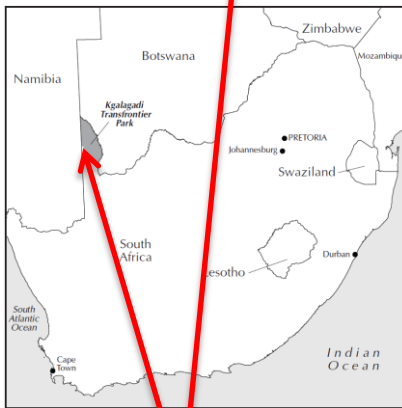 Zimbabwe
Botswana
Mozambique
Namibia
Kgalagadi
Transfrontier
Park
PRETORIA
Johannesburg
Swaziland
South
Africa
Lesotho
Durban
South
Atlantic
Ocean
Cape
Town
Indian
Ocean